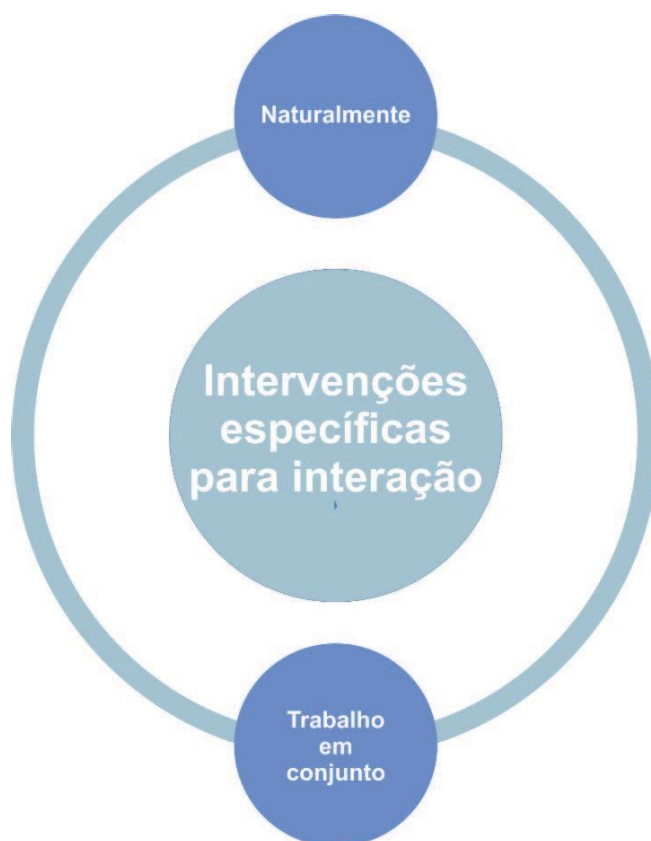 Naturalmente
Intervenções
específicas
para interação
Trabalho
em
conjunto